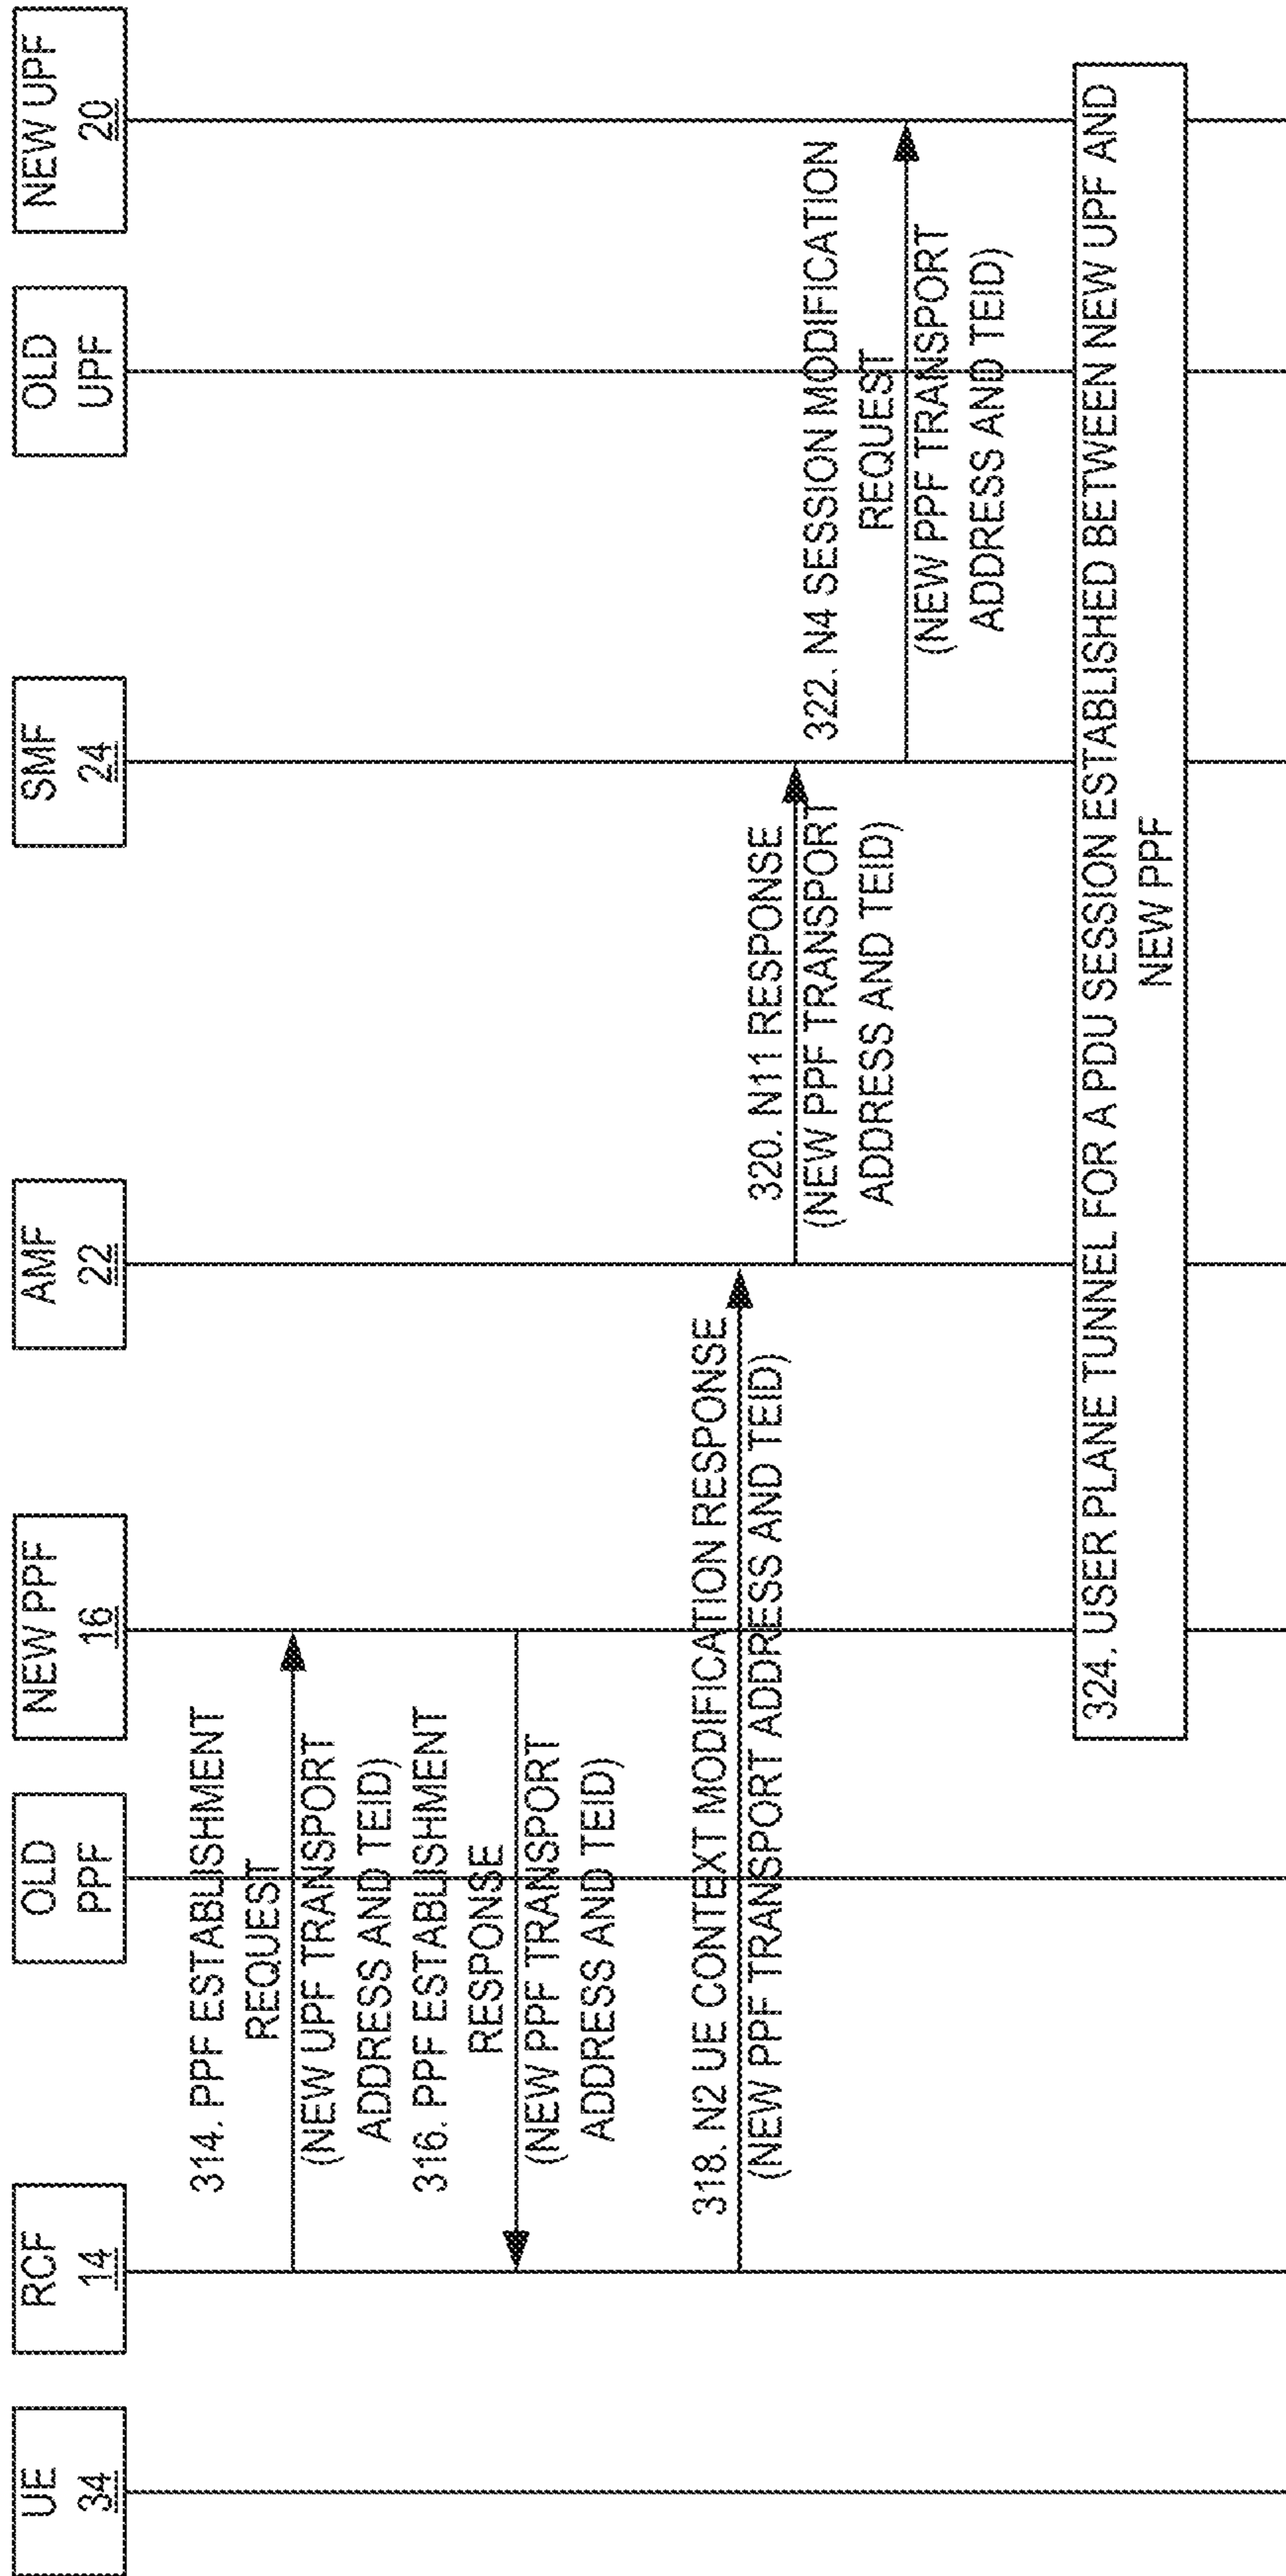 UE
34
RCF
14
OLD
PPF
NEW PPF
16
AMF
22
SMF
24
OLD
UPF
NEW UPF
20
314. PPF ESTABLISHMENT
REQUEST
(NEW UPF TRANSPORT
ADDRESS AND TEID)
316. PPF ESTABLISHMENT
RESPONSE
(NEW PPF TRANSPORT
ADDRESS AND TEID)
318. N2 UE CONTEXT MODIFICATION RESPONSE
(NEW PPF TRANSPORT ADDRESS AND TEID)
320. N11 RESPONSE
(NEW PPF TRANSPORT
ADDRESS AND TEID)
322. N4 SESSION MODIFICATION
REQUEST
(NEW PPF TRANSPORT
ADDRESS AND TEID)
324. USER PLANE TUNNEL FOR A PDU SESSION ESTABLISHED BETWEEN NEW UPF AND
NEW PPF